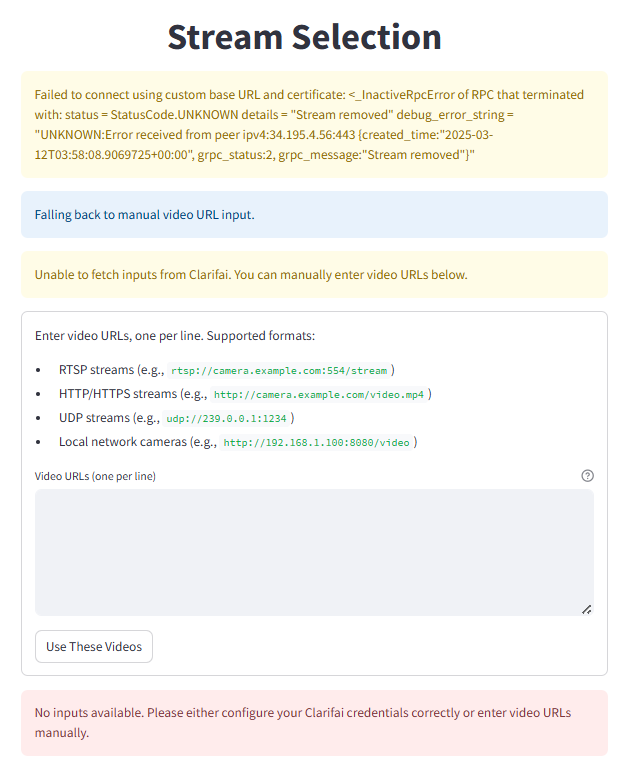 Stream Selection
Failed to connect using custom base URL and certificate: <_InactiveRpcError of RPC that terminated
with: status = StatusCode.UNKNOWN details = "Stream removed" debug_error_string =
"UNKNOWN:Error received from peer ipv4:34.195.4.56:443 {created_time:"2025-03-
12T03:58:08.9069725+00:00", grpc_status:2, grpc_message:"Stream removed"}"
Falling back to manual video URL input.
Unable to fetch inputs from Clarifai. You can manually enter video URLs below.
Enter video URLs, one per line. Supported formats:
• RTSP streams (e.g., rtsp://camera.example.com:554/stream )
• HTTP/HTTPS streams (e.g., http://camera.example.com/video.mp4 )
• UDP streams (e.g., udp://239.0.0.1:1234 )
• Local network cameras (e.g., http://192.168.1.100:8080/video )
Video URLs (one per line)
Use These Videos
No inputs available. Please either configure your Clarifai credentials correctly or enter video URLs
manually.